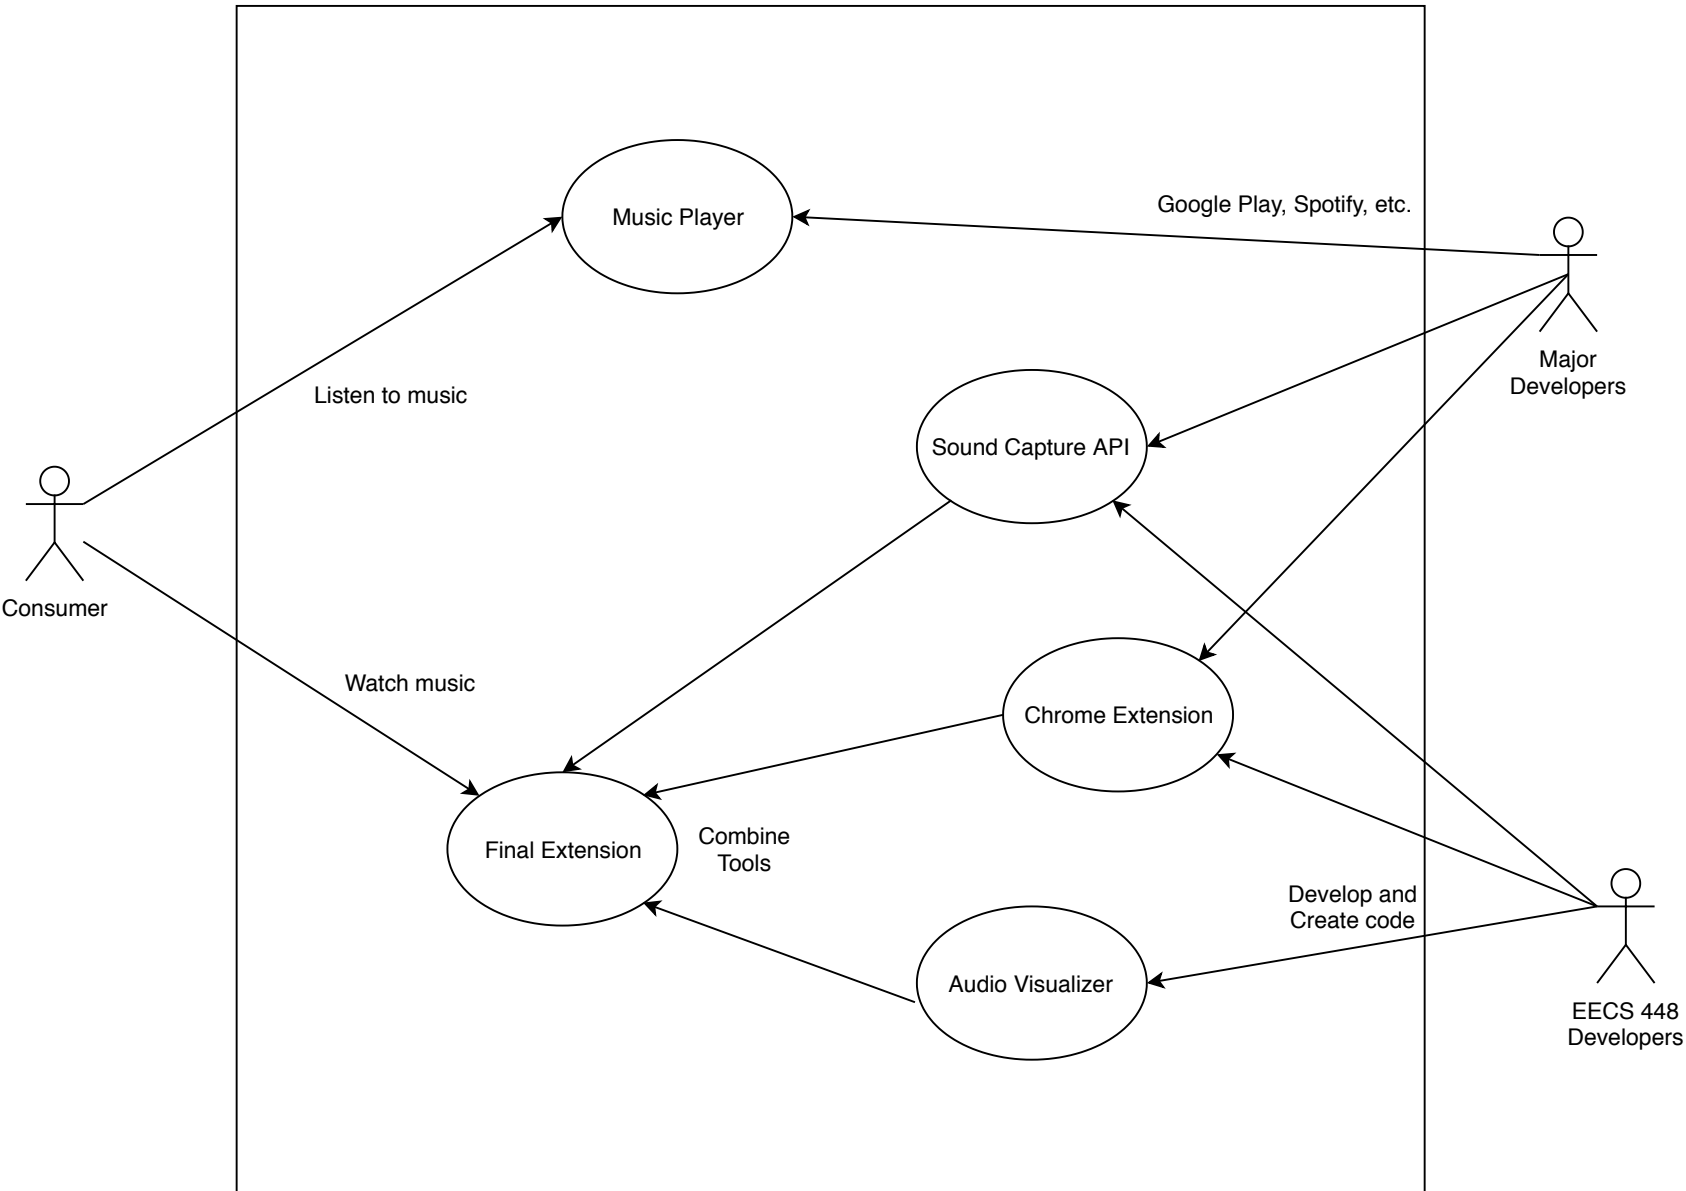 Music Player
Google Play, Spotify, etc.
Major
Developers
Listen to music
Sound Capture API
Consumer
Watch music
Chrome Extension
Final Extension
Combine
Tools
Develop and
Create code
Audio Visualizer
EECS 448
Developers